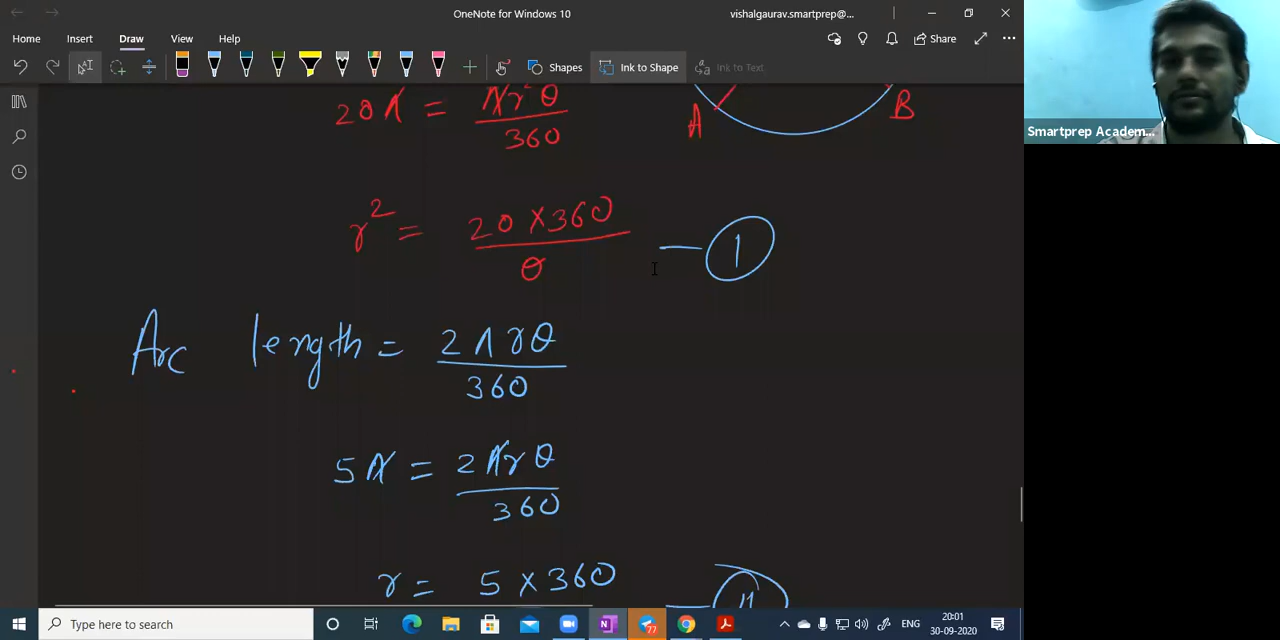 OneNote for Windows 10
vishalgaurav.smartprep@...
Home Insert Draw View Help
Share
Shapes
Ink to Shape
Ink to Text
20π = πr²θ
360
A
B
r² = 20 × 360
θ
— 1
Arc length = 2πrθ
360
5π = 2πrθ
360
r = 5 × 360
— 11
Smartprep Academ...
Type here to search
77
ENG
20:01
30-09-2020